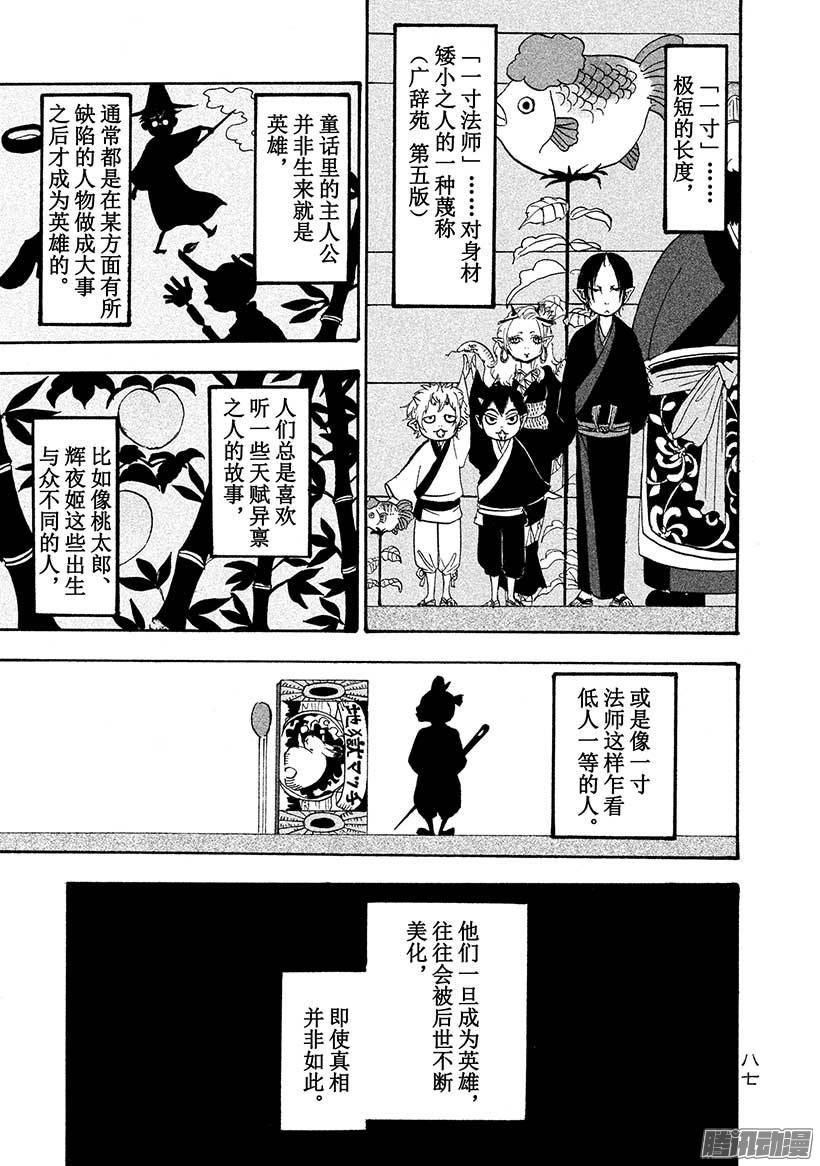 「一寸」……
极短的长度，
「一寸法师」……对身材
矮小之人的一种蔑称
（广辞苑 第五版）
童话里的主人公
并非生来就是
英雄，
通常都是在某方面有所
缺陷的人物做成大事
之后才成为英雄的。
人们总是喜欢
听一些天赋异禀
之人的故事，
比如像桃太郎、
辉夜姬这些出生
与众不同的人，
或是像一寸
法师这样乍看
低人一等的人。
地獄マッチ
他们一旦成为英雄，
往往会被后世不断
美化，
即使真相
并非如此。
八七
腾讯动漫